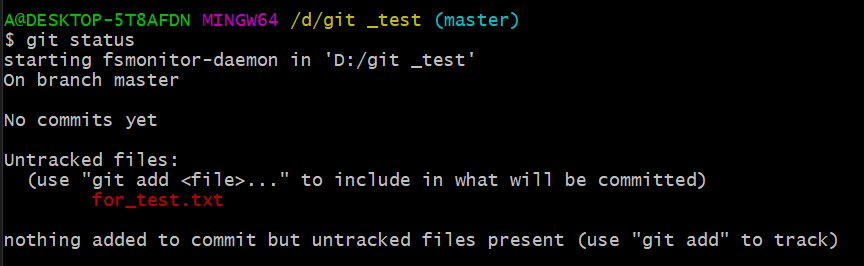 A@DESKTOP-5T8AFDN MINGW64 /d/git _test (master)
$ git status
starting fsmonitor-daemon in 'D:/git _test'
On branch master
No commits yet
Untracked files:
(use "git add <file>..." to include in what will be committed)
for_test.txt
nothing added to commit but untracked files present (use "git add" to track)